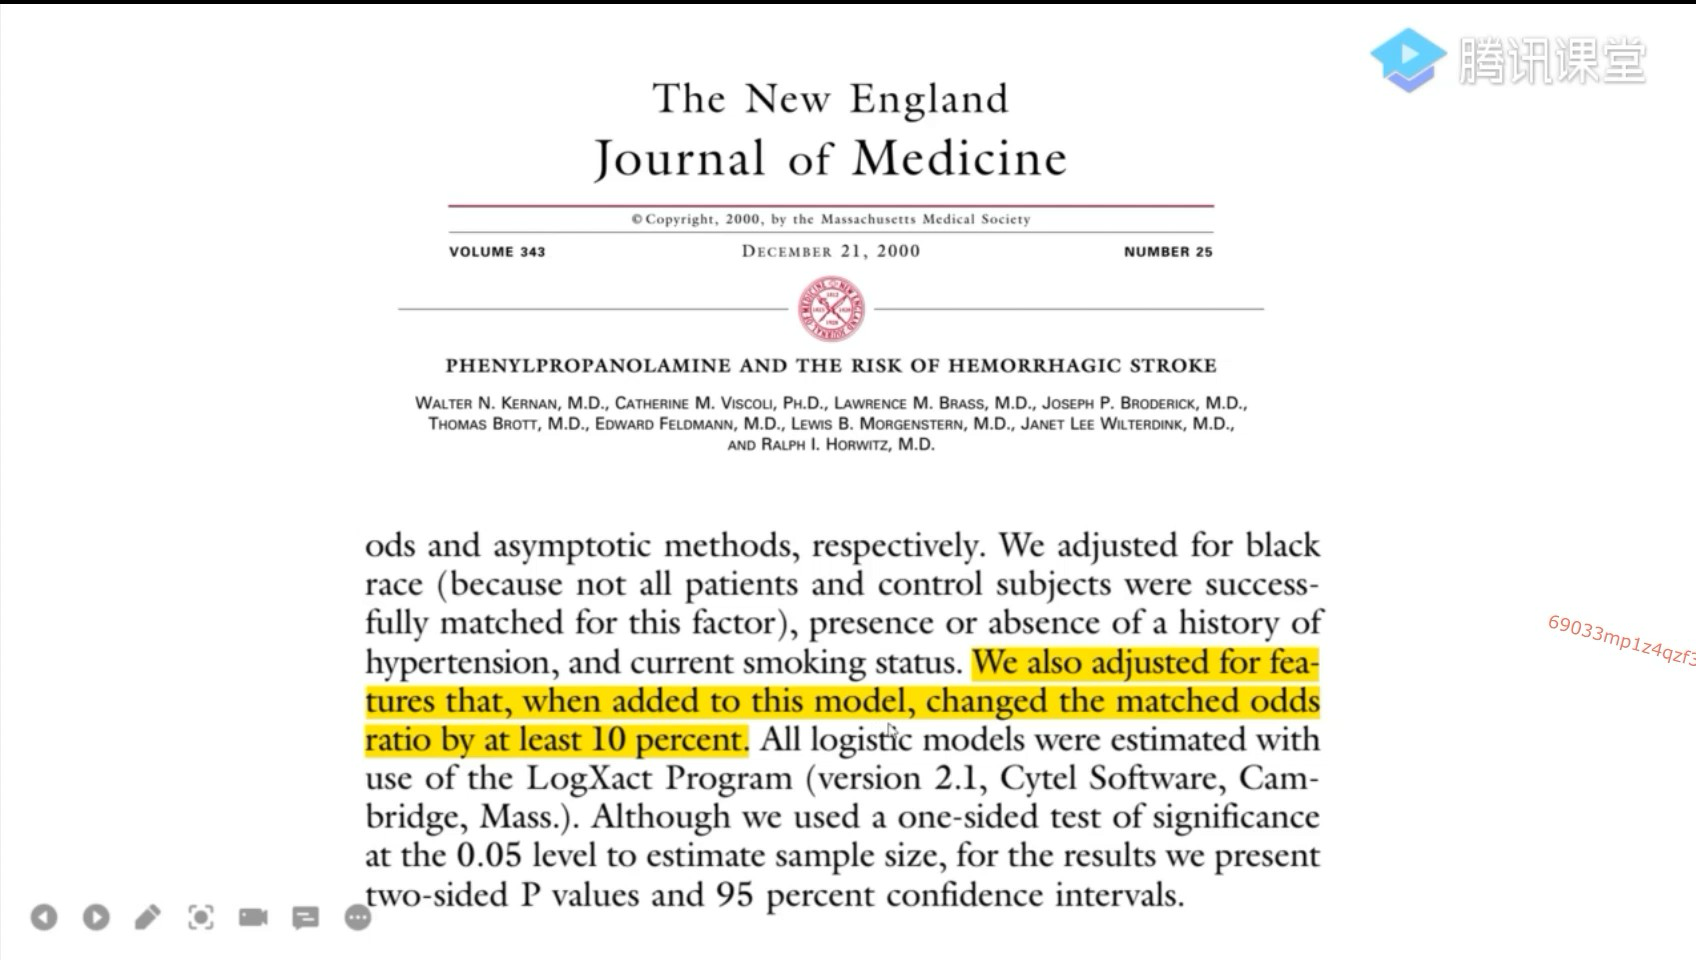 腾讯课堂
The New England
Journal of Medicine
© Copyright, 2000, by the Massachusetts Medical Society
VOLUME 343 DECEMBER 21, 2000 NUMBER 25
PHENYLPROPANOLAMINE AND THE RISK OF HEMORRHAGIC STROKE
WALTER N. KERNAN, M.D., CATHERINE M. VISCOLI, PH.D., LAWRENCE M. BRASS, M.D., JOSEPH P. BRODERICK, M.D.,
THOMAS BROTT, M.D., EDWARD FELDMANN, M.D., LEWIS B. MORGENSTERN, M.D., JANET LEE WILTERDINK, M.D.,
AND RALPH I. HORWITZ, M.D.
ods and asymptotic methods, respectively. We adjusted for black
race (because not all patients and control subjects were success-
fully matched for this factor), presence or absence of a history of
hypertension, and current smoking status. We also adjusted for fea-
tures that, when added to this model, changed the matched odds
ratio by at least 10 percent. All logistic models were estimated with
use of the LogXact Program (version 2.1, Cytel Software, Cam-
bridge, Mass.). Although we used a one-sided test of significance
at the 0.05 level to estimate sample size, for the results we present
two-sided P values and 95 percent confidence intervals.
69033mp1z4qzf3